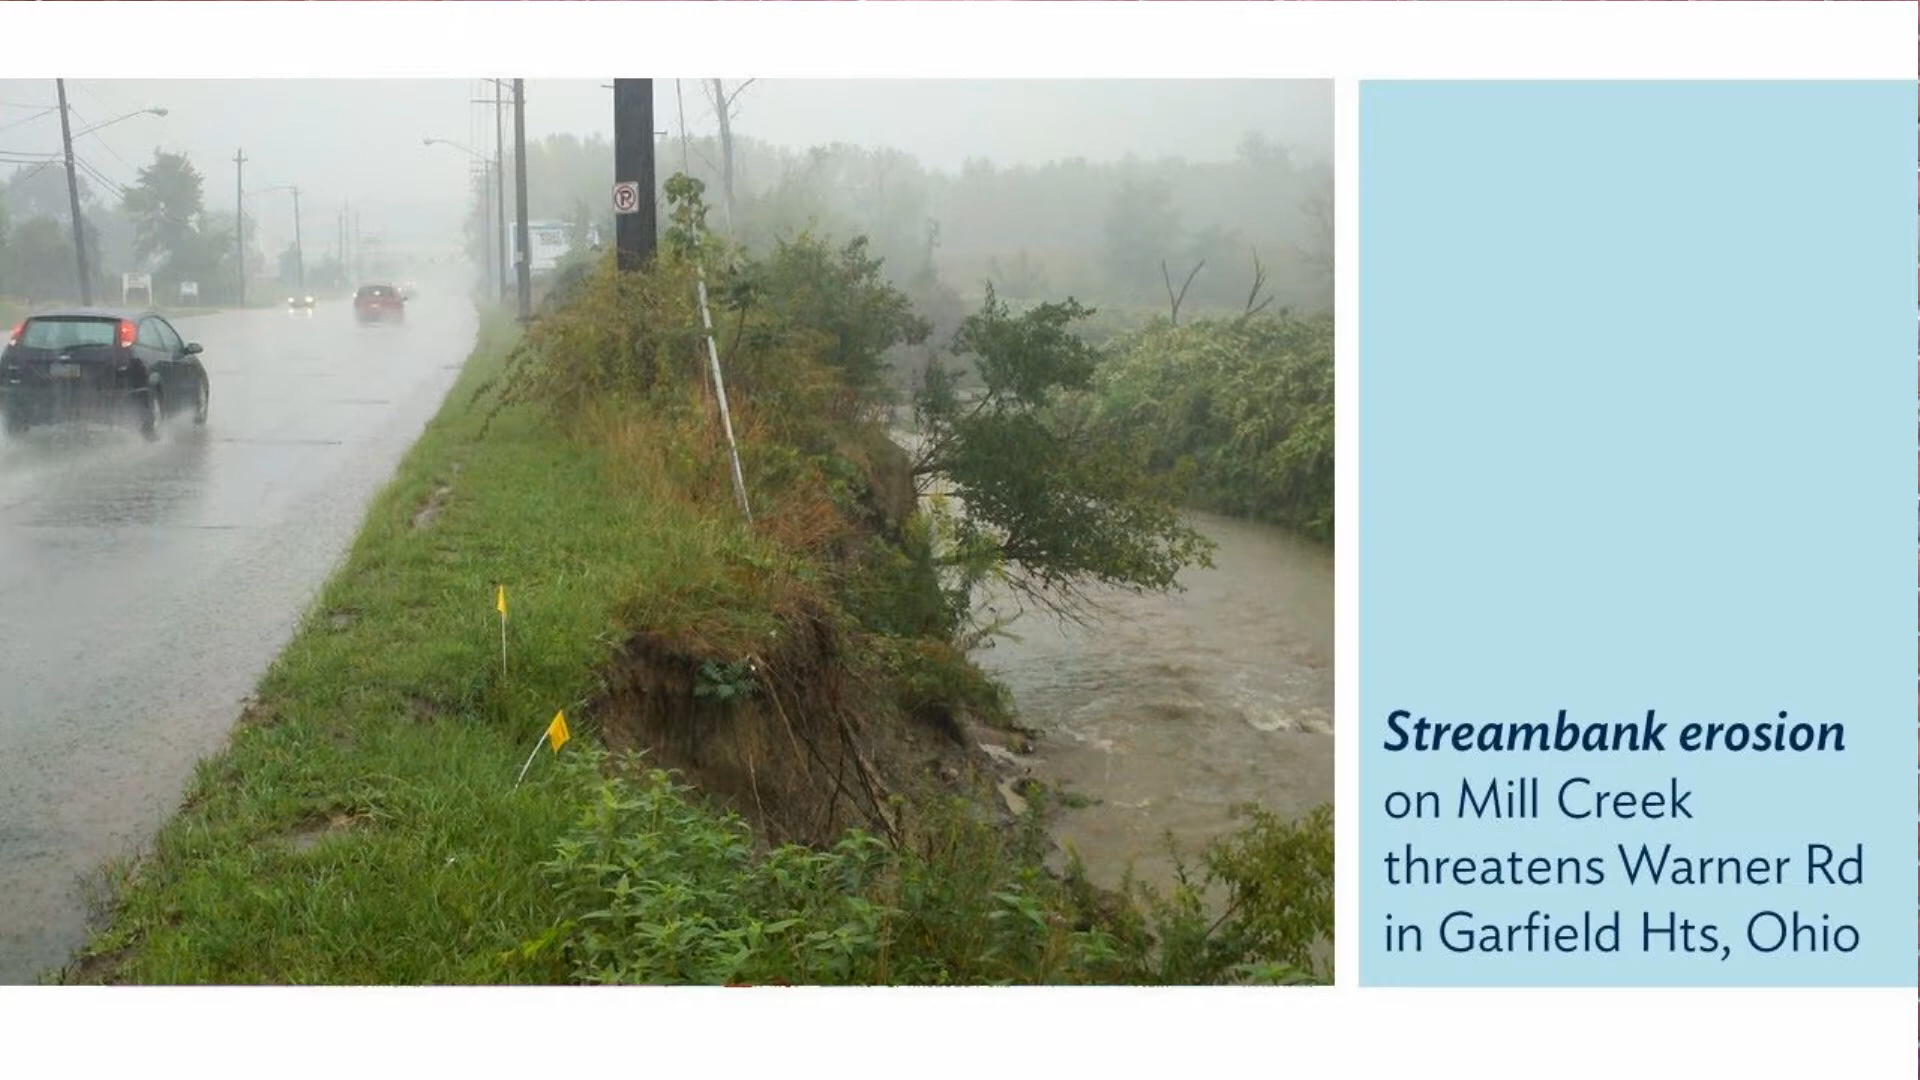 Streambank erosion
on Mill Creek
threatens Warner Rd
in Garfield Hts, Ohio